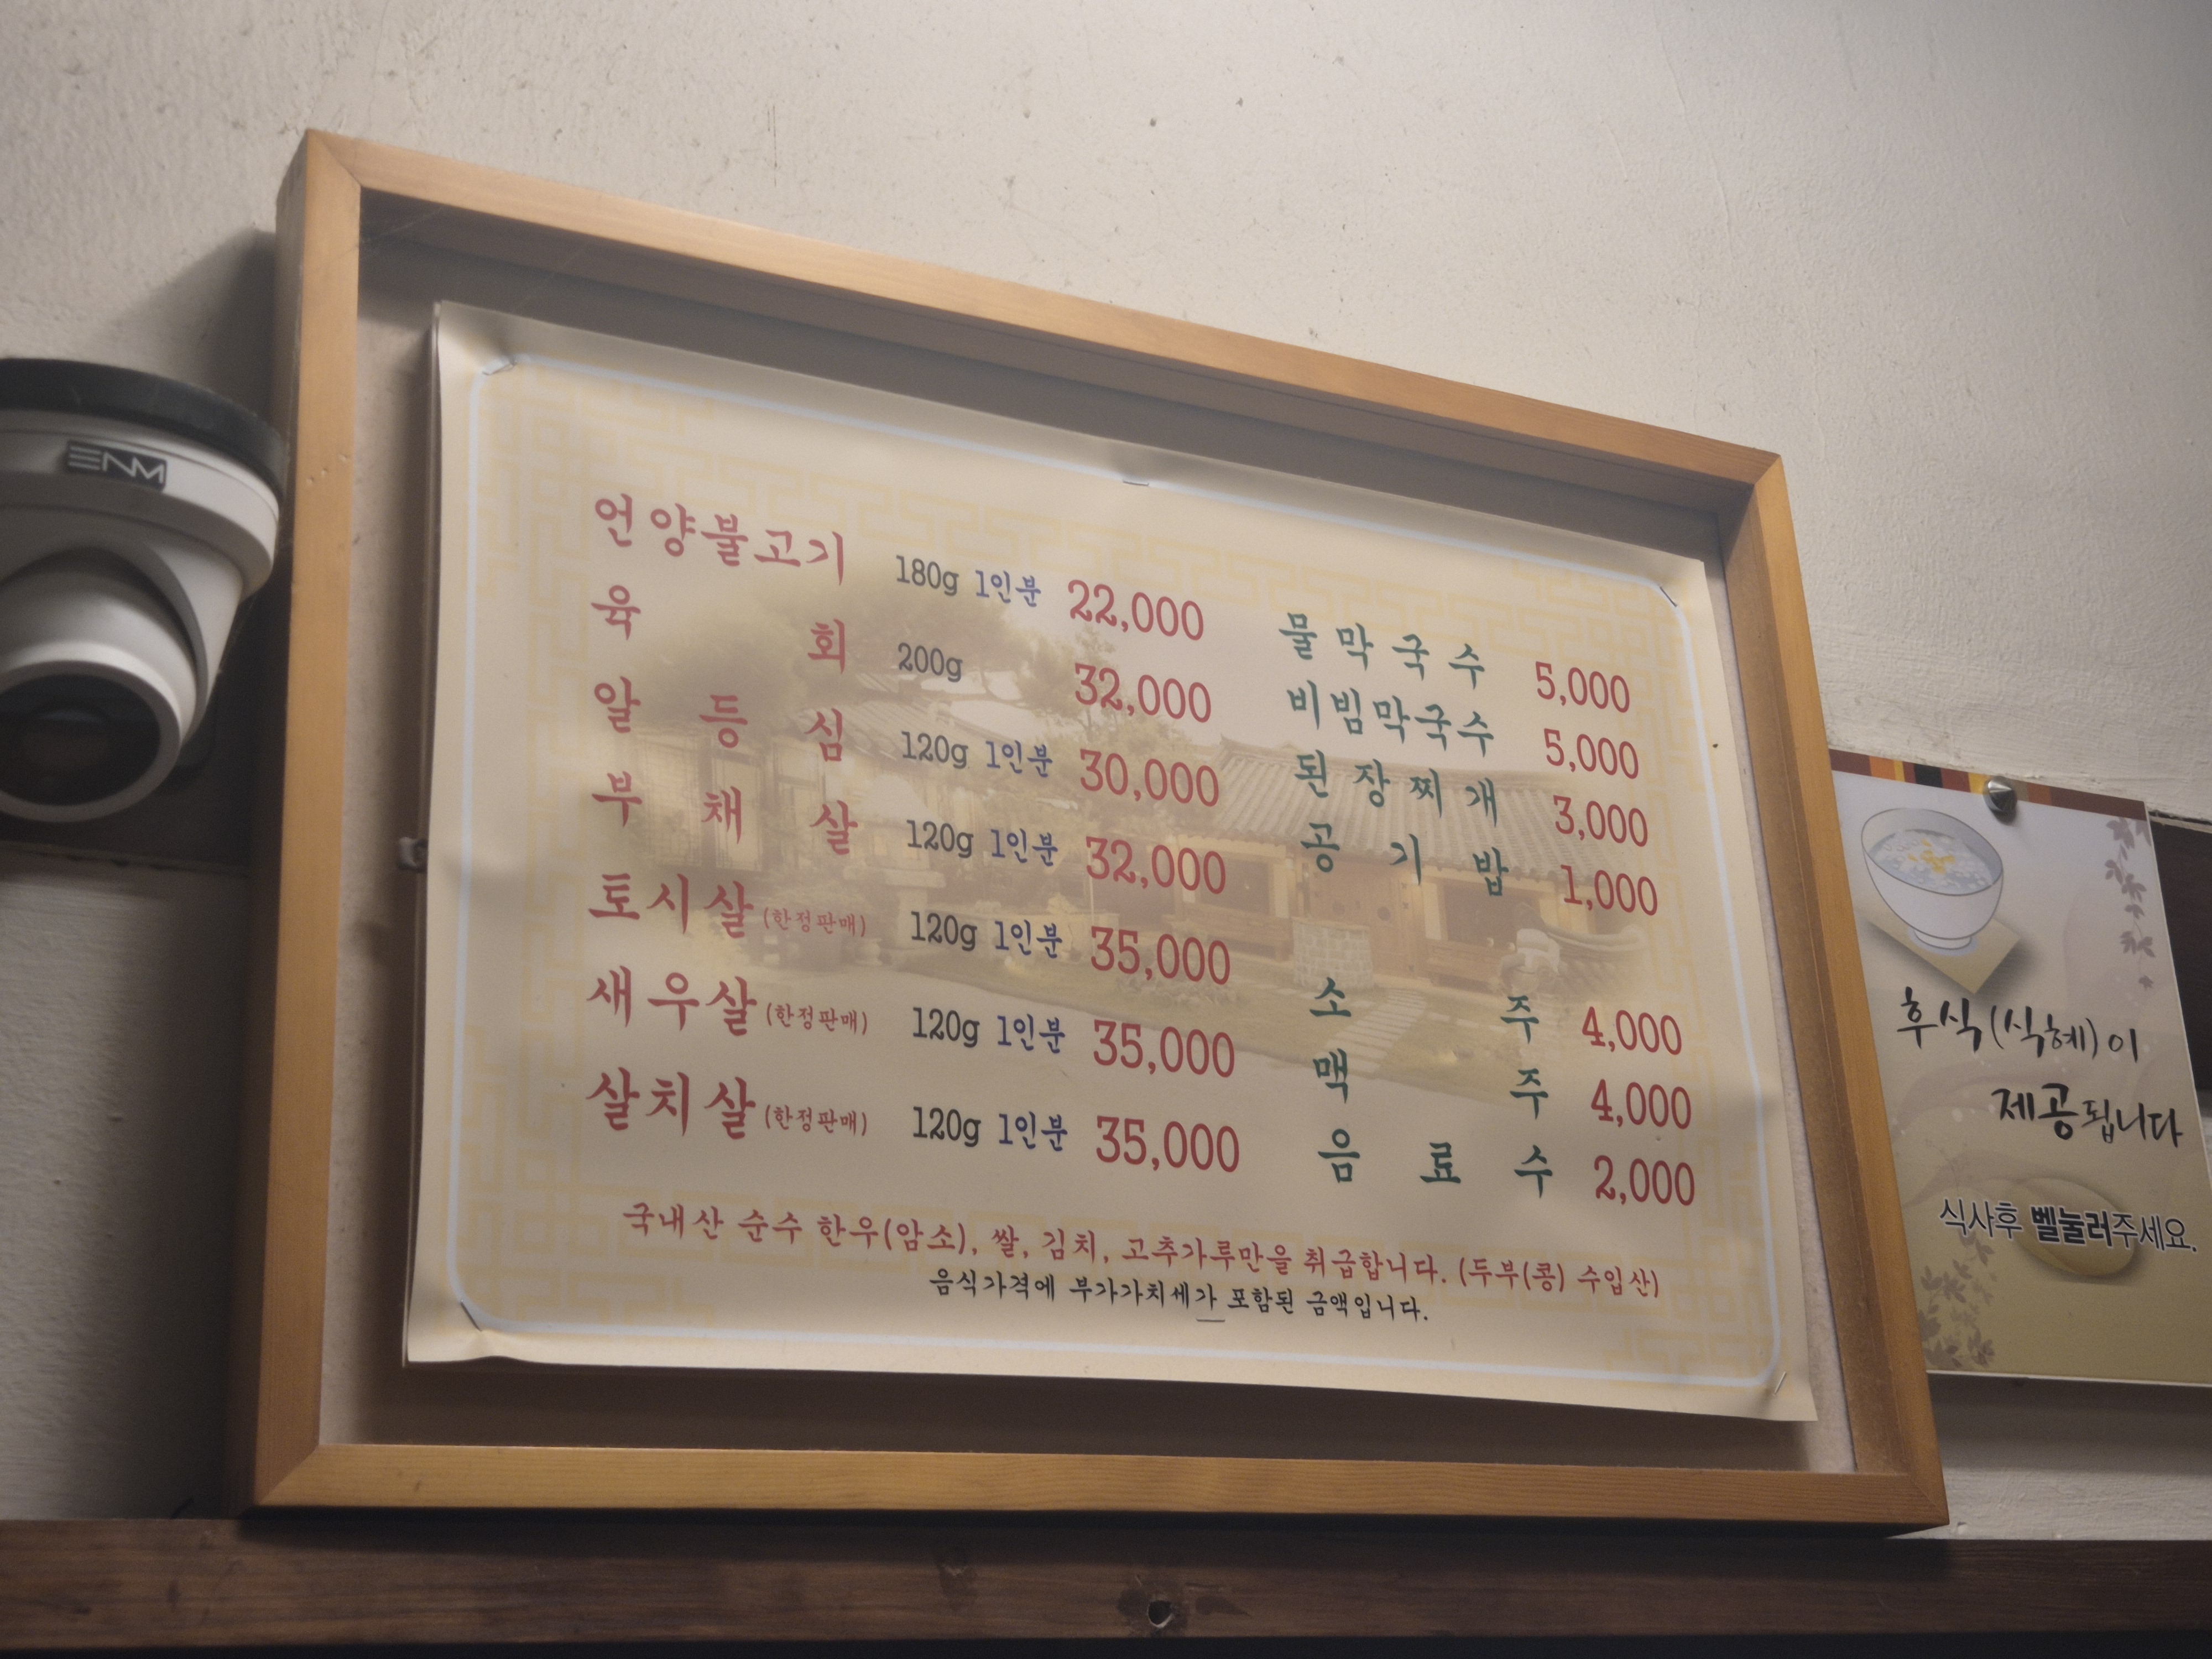 ENM
언양불고기 180g 1인분 22,000
육회 200g 32,000
알등심 120g 1인분 30,000
부채살 120g 1인분 32,000
토시살(한정판매) 120g 1인분 35,000
새우살(한정판매) 120g 1인분 35,000
살치살(한정판매) 120g 1인분 35,000
물막국수 5,000
비빔막국수 5,000
된장찌개 3,000
공기밥 1,000
소주 4,000
맥주 4,000
음료수 2,000
국내산 순수 한우(암소), 쌀, 김치, 고추가루만을 취급합니다. (두부(콩) 수입산)
음식가격에 부가가치세가 포함된 금액입니다.
후식(식혜)이
제공됩니다
식사후 벨눌러주세요.